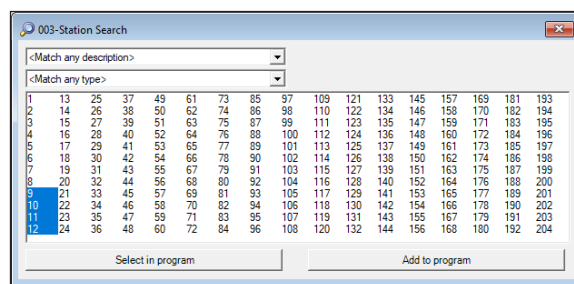 003-Station Search
<Match any description>
<Match any type>
1 13 25 37 49 61 73 85 97 109 121 133 145 157 169 181 193
2 14 26 38 50 62 74 86 98 110 122 134 146 158 170 182 194
3 15 27 39 51 63 75 87 99 111 123 135 147 159 171 183 195
4 16 28 40 52 64 76 88 100 112 124 136 148 160 172 184 196
5 17 29 41 53 65 77 89 101 113 125 137 149 161 173 185 197
6 18 30 42 54 66 78 90 102 114 126 138 150 162 174 186 198
7 19 31 43 55 67 79 91 103 115 127 139 151 163 175 187 199
8 20 32 44 56 68 80 92 104 116 128 140 152 164 176 188 200
9 21 33 45 57 69 81 93 105 117 129 141 153 165 177 189 201
10 22 34 46 58 70 82 94 106 118 130 142 154 166 178 190 202
11 23 35 47 59 71 83 95 107 119 131 143 155 167 179 191 203
12 24 36 48 60 72 84 96 108 120 132 144 156 168 180 192 204
Select in program Add to program